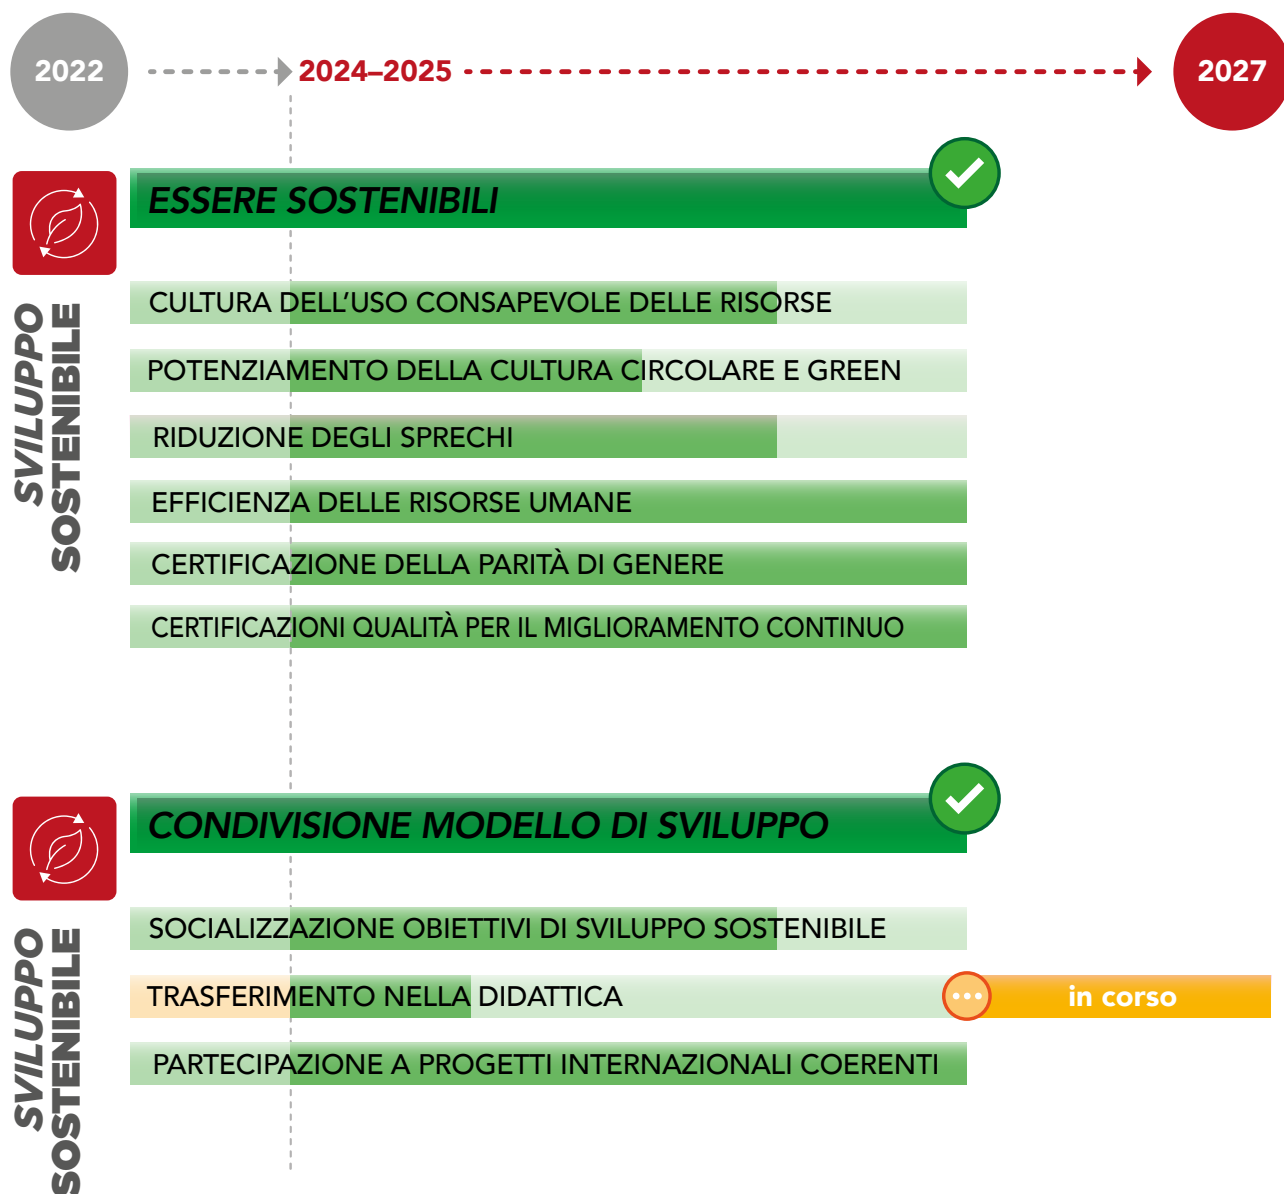 2022
2024–2025
2027
SVILUPPO
SOSTENIBILE
ESSERE SOSTENIBILI
CULTURA DELL’USO CONSAPEVOLE DELLE RISORSE
POTENZIAMENTO DELLA CULTURA CIRCOLARE E GREEN
RIDUZIONE DEGLI SPRECHI
EFFICIENZA DELLE RISORSE UMANE
CERTIFICAZIONE DELLA PARITÀ DI GENERE
CERTIFICAZIONI QUALITÀ PER IL MIGLIORAMENTO CONTINUO
SVILUPPO
SOSTENIBILE
CONDIVISIONE MODELLO DI SVILUPPO
SOCIALIZZAZIONE OBIETTIVI DI SVILUPPO SOSTENIBILE
TRASFERIMENTO NELLA DIDATTICA
in corso
PARTECIPAZIONE A PROGETTI INTERNAZIONALI COERENTI